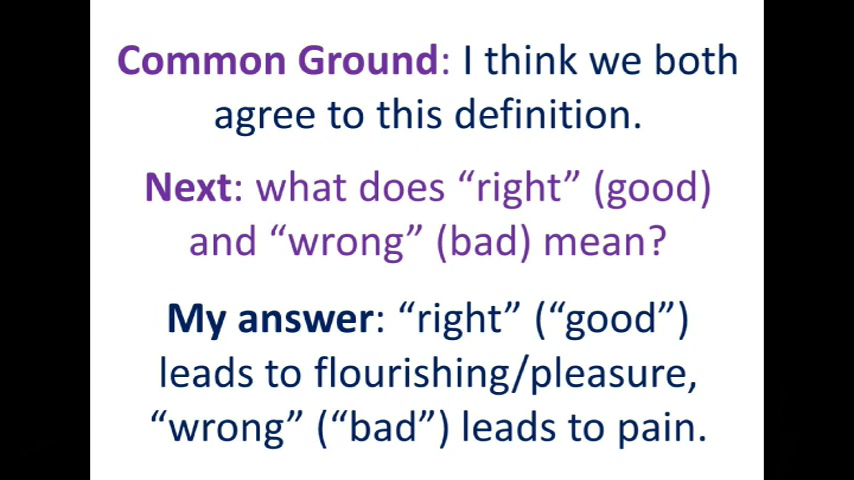 Common Ground: I think we both
agree to this definition.
Next: what does “right” (good)
and “wrong” (bad) mean?
My answer: “right” (“good”)
leads to flourishing/pleasure,
“wrong” (“bad”) leads to pain.